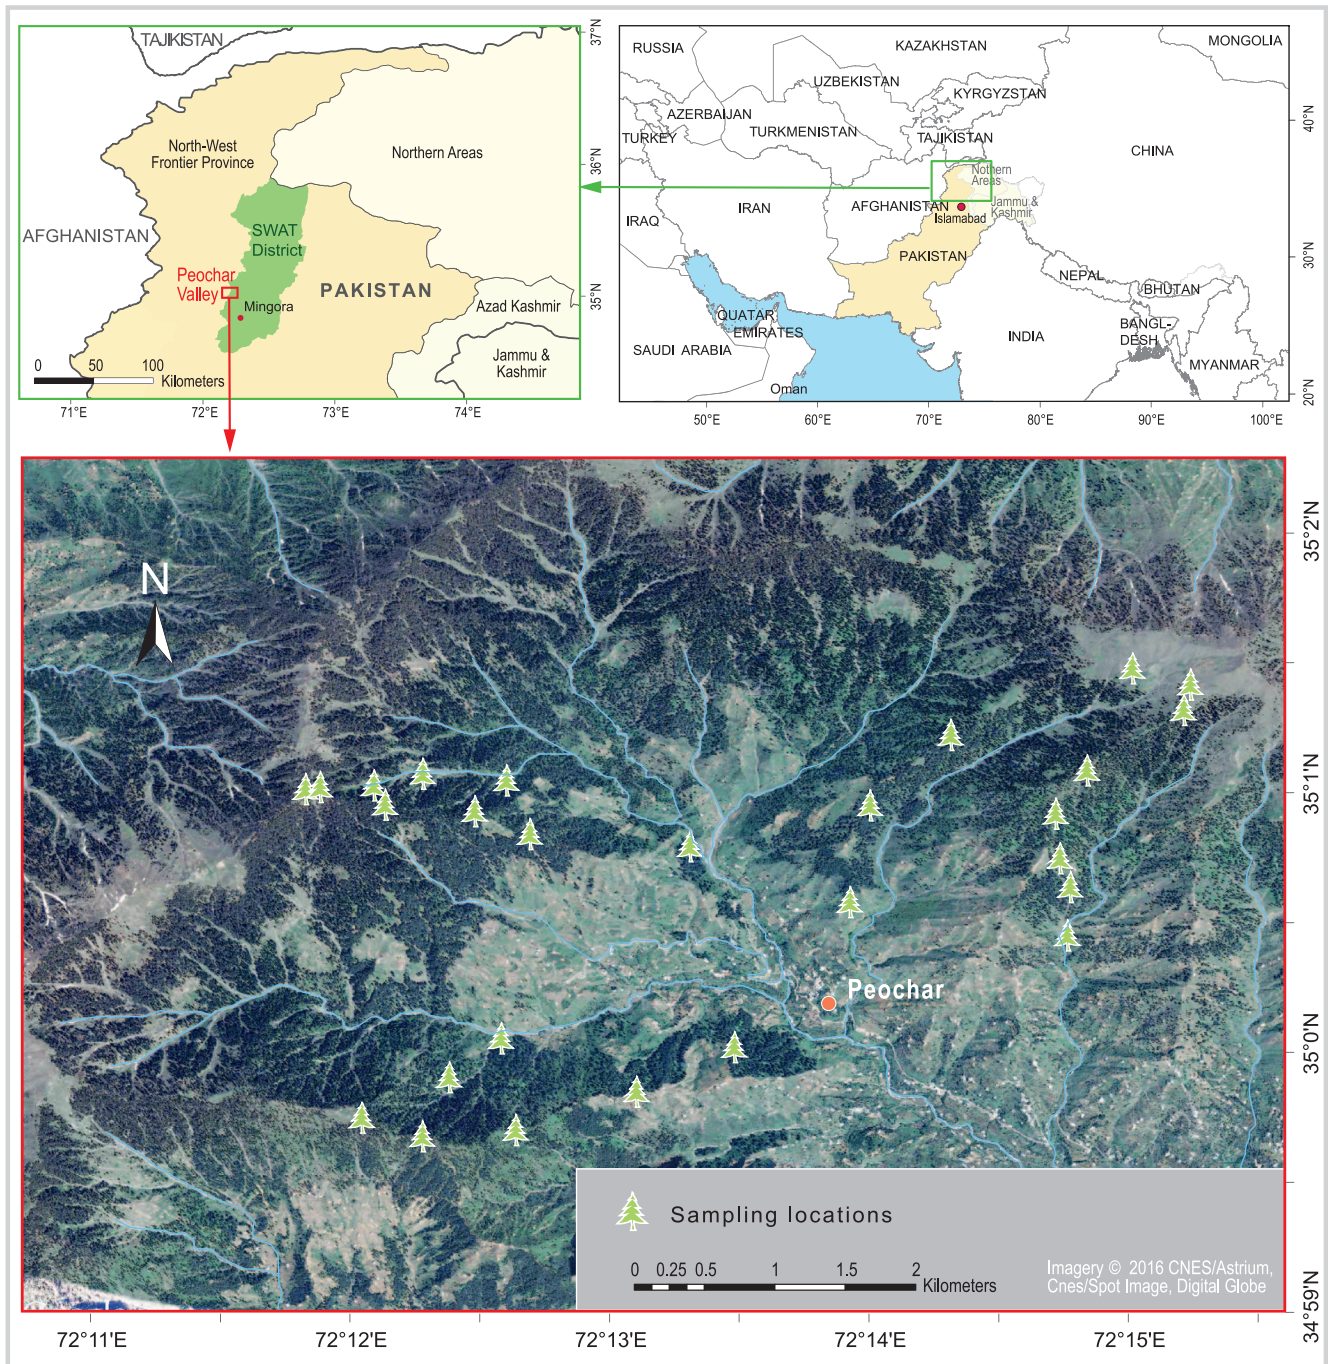 TAJIKISTAN
North-West
Frontier Province
Northern Areas
AFGHANISTAN
SWAT
District
Peochar
Valley
Mingora
PAKISTAN
Azad Kashmir
Jammu &
Kashmir
0 50 100
Kilometers
71°E 72°E 73°E 74°E
37°N
36°N
35°N
RUSSIA
KAZAKHSTAN
MONGOLIA
UZBEKISTAN
KYRGYZSTAN
AZERBAIJAN
TURKMENISTAN
TURKEY
TAJIKISTAN
CHINA
Nothern
Areas
IRAN
AFGHANISTAN
Jammu &
Kashmir
Islamabad
IRAQ
PAKISTAN
NEPAL
BHUTAN
QUATAR
EMIRATES
BANGL-
DESH
INDIA
SAUDI ARABIA
MYANMAR
Oman
50°E 60°E 70°E 80°E 90°E 100°E
40°N
30°N
20°N
N
Peochar
Sampling locations
0 0.25 0.5 1 1.5 2
Kilometers
Imagery © 2016 CNES/Astrium,
Cnes/Spot Image, Digital Globe
35°2'N
35°1'N
35°0'N
34°59'N
72°11'E 72°12'E 72°13'E 72°14'E 72°15'E